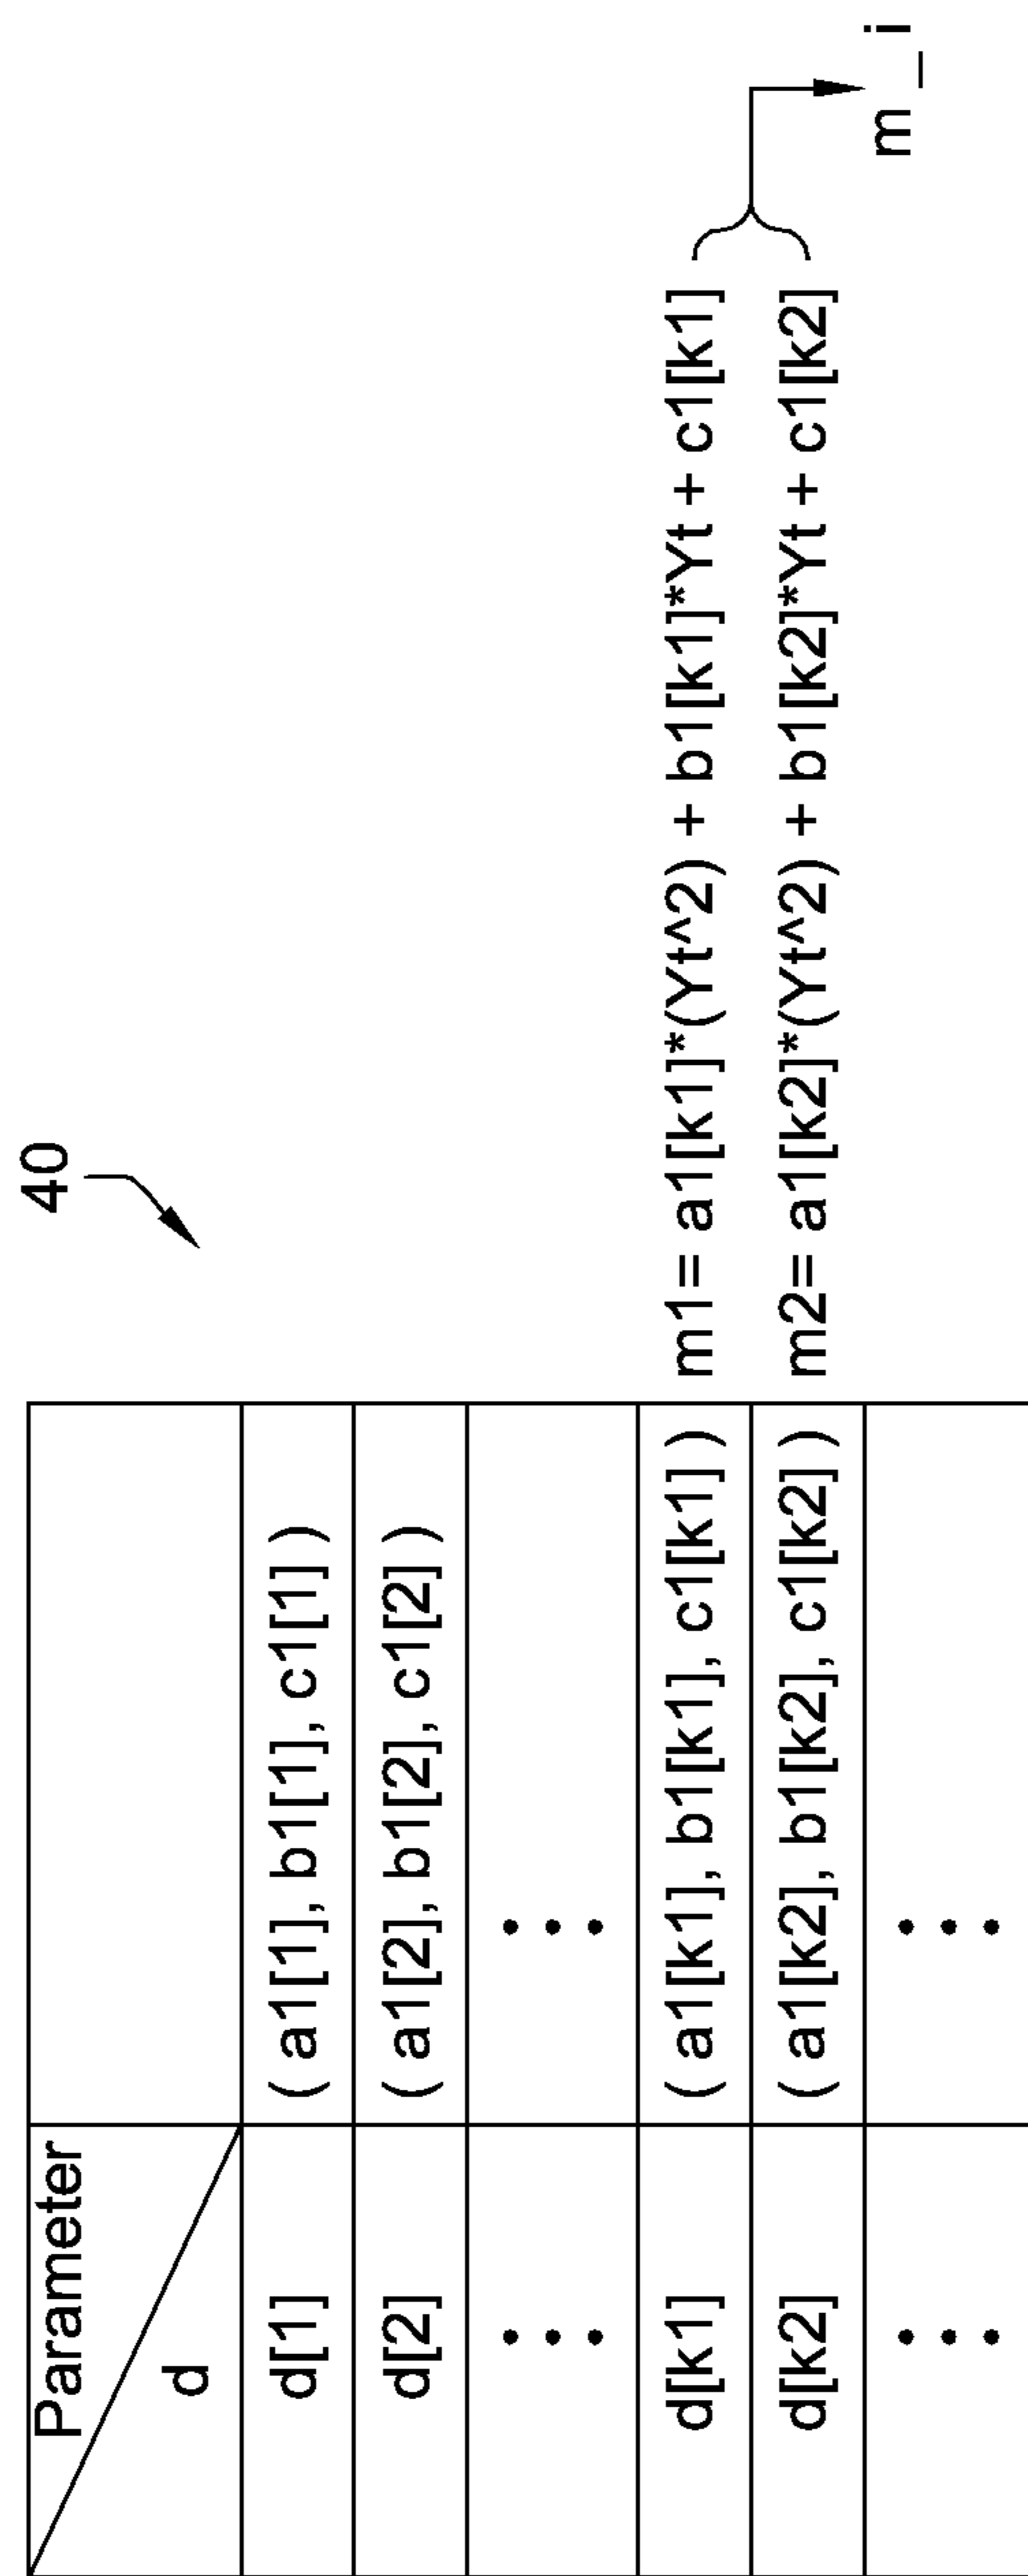 40
Parameter
d
d[1] ( a1[1], b1[1], c1[1] )
d[2] ( a1[2], b1[2], c1[2] )
d[k1] ( a1[k1], b1[k1], c1[k1] ) m1= a1[k1]*(Yt^2) + b1[k1]*Yt + c1[k1]
d[k2] ( a1[k2], b1[k2], c1[k2] ) m2= a1[k2]*(Yt^2) + b1[k2]*Yt + c1[k2]
m_i